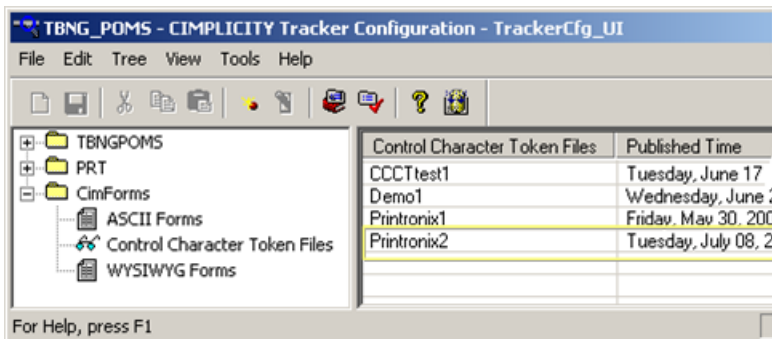 TBNG_POMS - CIMPLICITY Tracker Configuration - TrackerCfg_UI
File Edit Tree View Tools Help
TBNGPOMS
PRT
CimForms
ASCII Forms
Control Character Token Files
WYSIWYG Forms
Control Character Token Files Published Time
CCCTtest1 Tuesday, June 17
Demo1 Wednesday, June 2
Printronix1 Friday, May 30, 200
Printronix2 Tuesday, July 08, 2
For Help, press F1